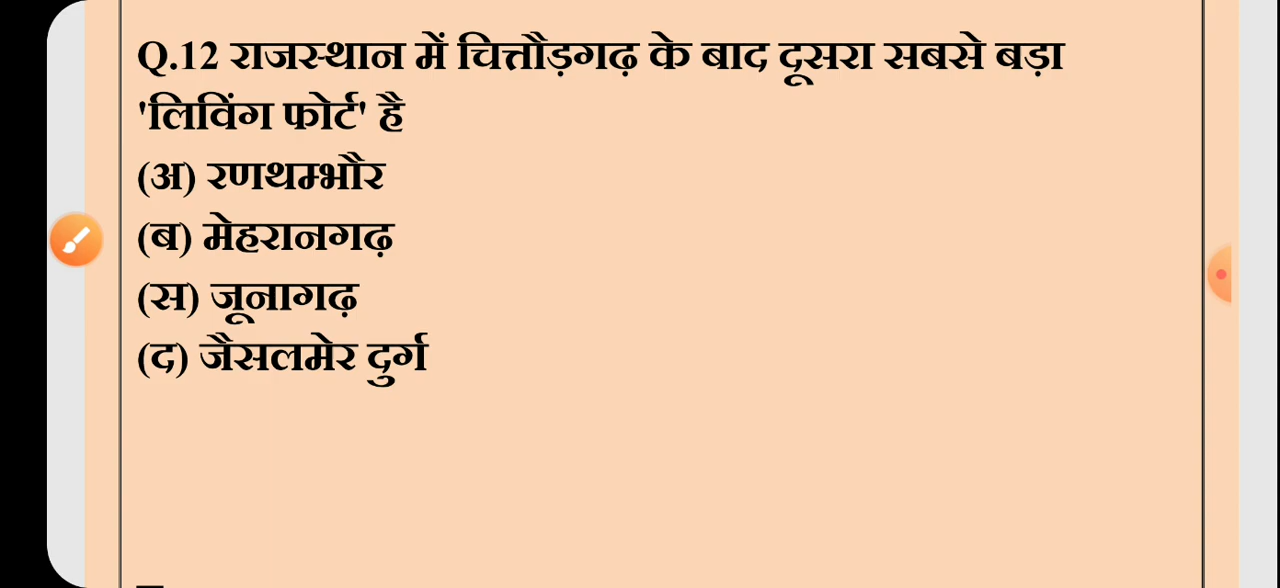 Q.12 राजस्थान में चित्तौड़गढ़ के बाद दूसरा सबसे बड़ा
'लिविंग फोर्ट' है
(अ) रणथम्भौर
(ब) मेहरानगढ़
(स) जूनागढ़
(द) जैसलमेर दुर्ग